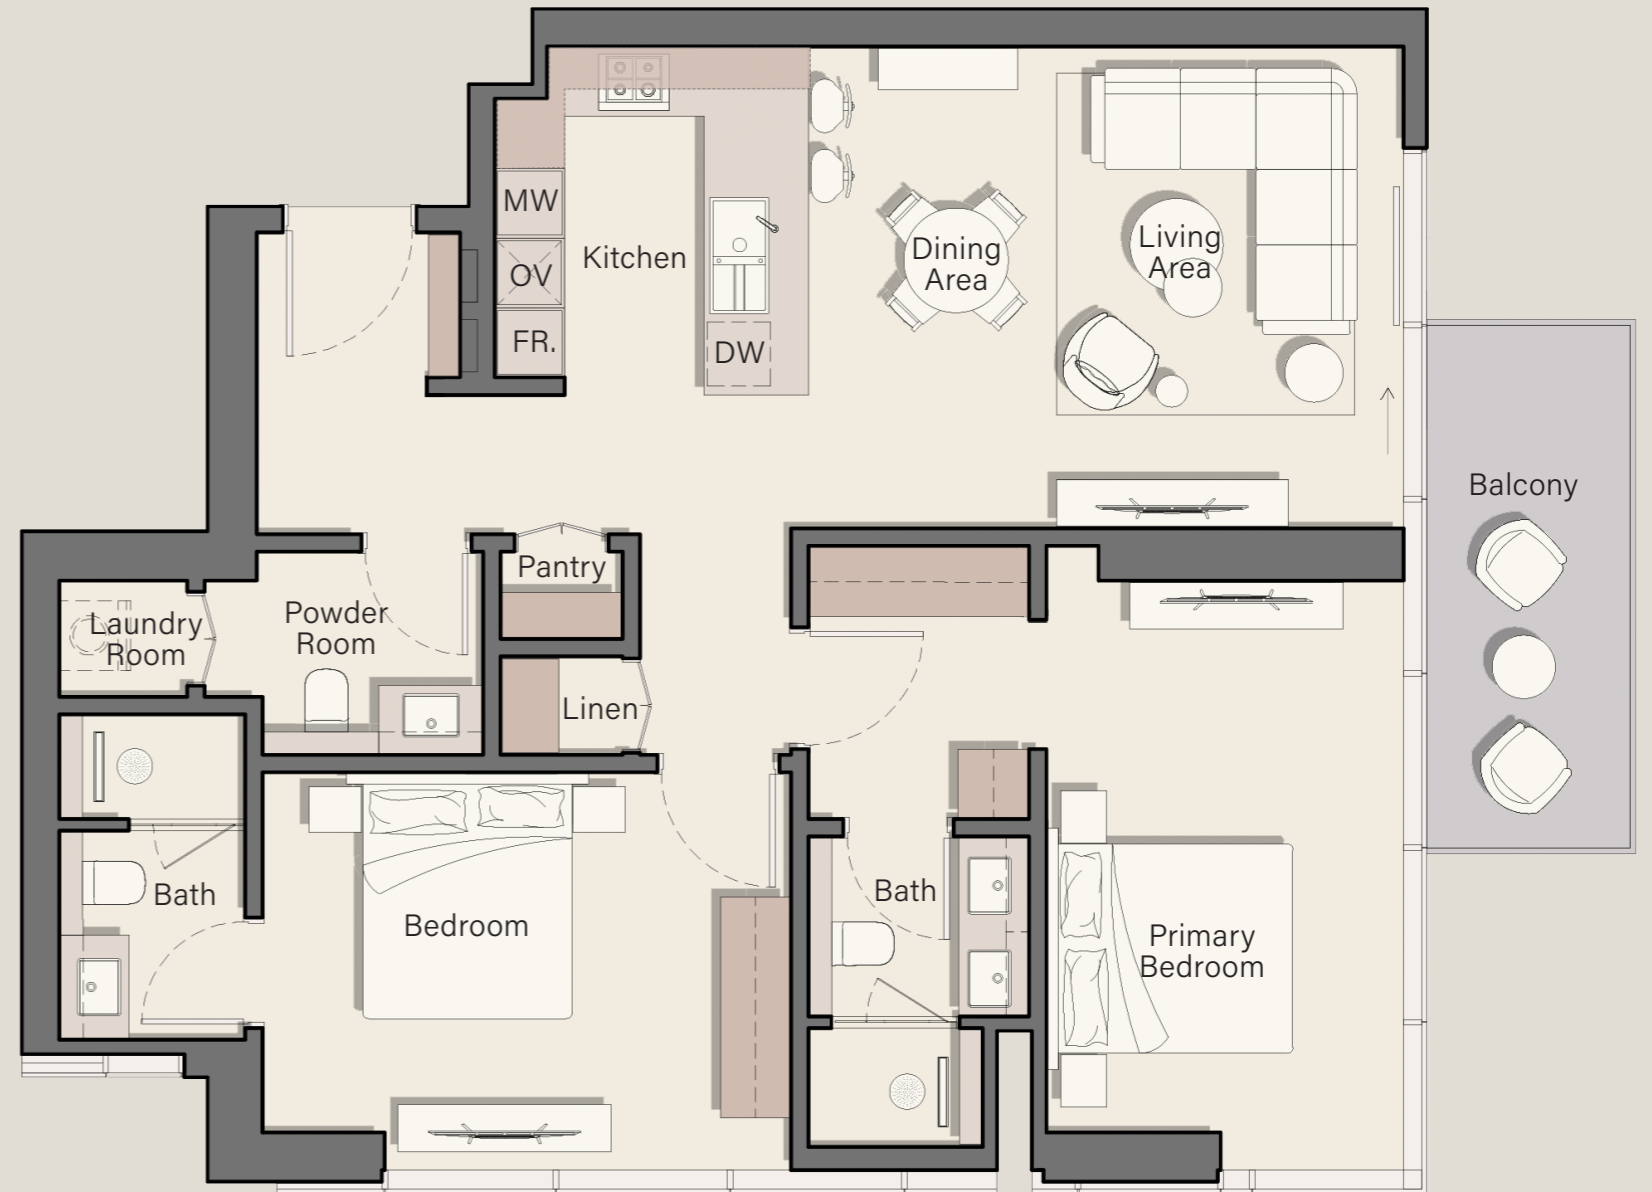 MW
OV
FR.
Kitchen
DW
Dining
Area
Living
Area
Balcony
Pantry
Laundry
Room
Powder
Room
Linen
Bath
Bedroom
Bath
Primary
Bedroom